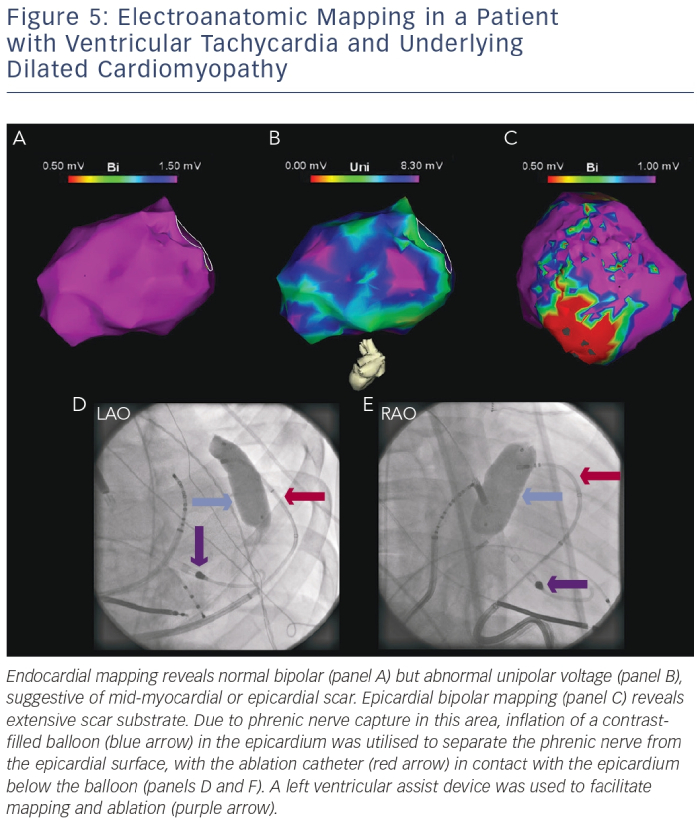 Figure 5: Electroanatomic Mapping in a Patient
with Ventricular Tachycardia and Underlying
Dilated Cardiomyopathy
A
B
C
0.50 mV Bi 1.50 mV
0.00 mV Uni 8.30 mV
0.50 mV Bi 1.00 mV
D
LAO
E
RAO
Endocardial mapping reveals normal bipolar (panel A) but abnormal unipolar voltage (panel B),
suggestive of mid-myocardial or epicardial scar. Epicardial bipolar mapping (panel C) reveals
extensive scar substrate. Due to phrenic nerve capture in this area, inflation of a contrast-
filled balloon (blue arrow) in the epicardium was utilised to separate the phrenic nerve from
the epicardial surface, with the ablation catheter (red arrow) in contact with the epicardium
below the balloon (panels D and F). A left ventricular assist device was used to facilitate
mapping and ablation (purple arrow).